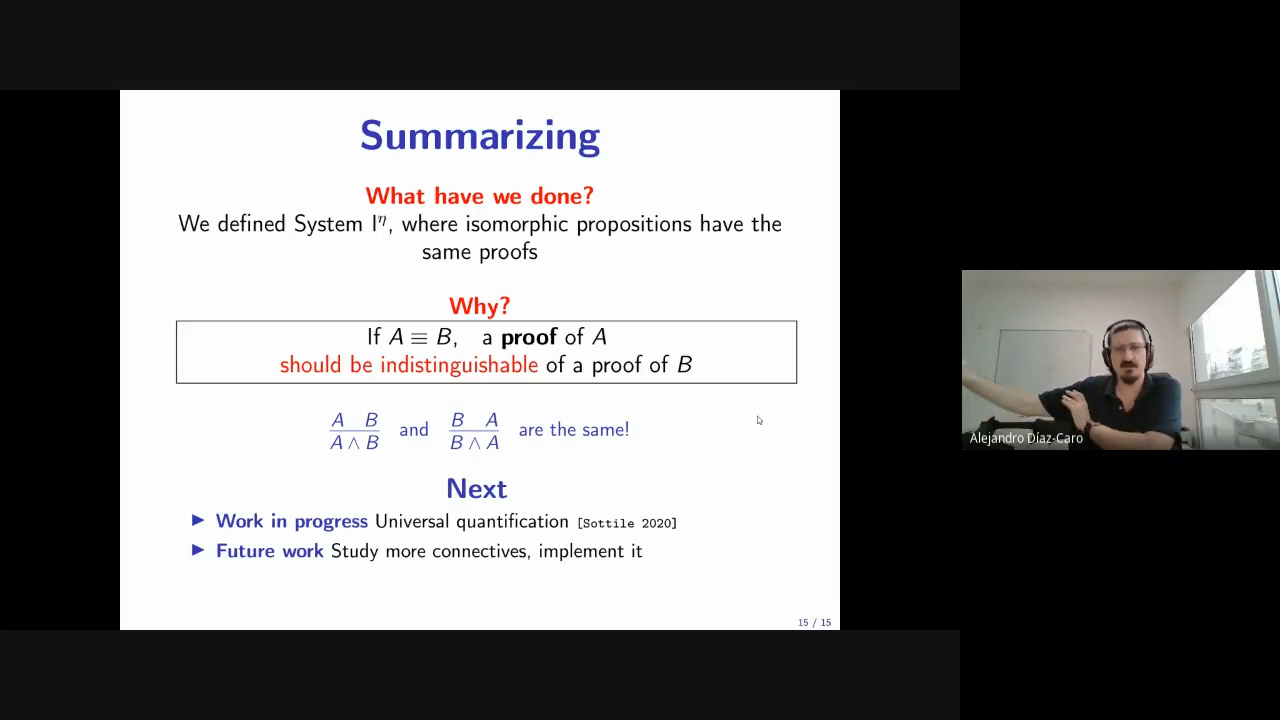 Summarizing
What have we done?
We defined System Iη, where isomorphic propositions have the
same proofs
Why?
If A ≡ B, a proof of A
should be indistinguishable of a proof of B
A B
A ∧ B
and
B A
B ∧ A
are the same!
Next
▶ Work in progress Universal quantification [Sottile 2020]
▶ Future work Study more connectives, implement it
15 / 15
Alejandro Díaz-Caro